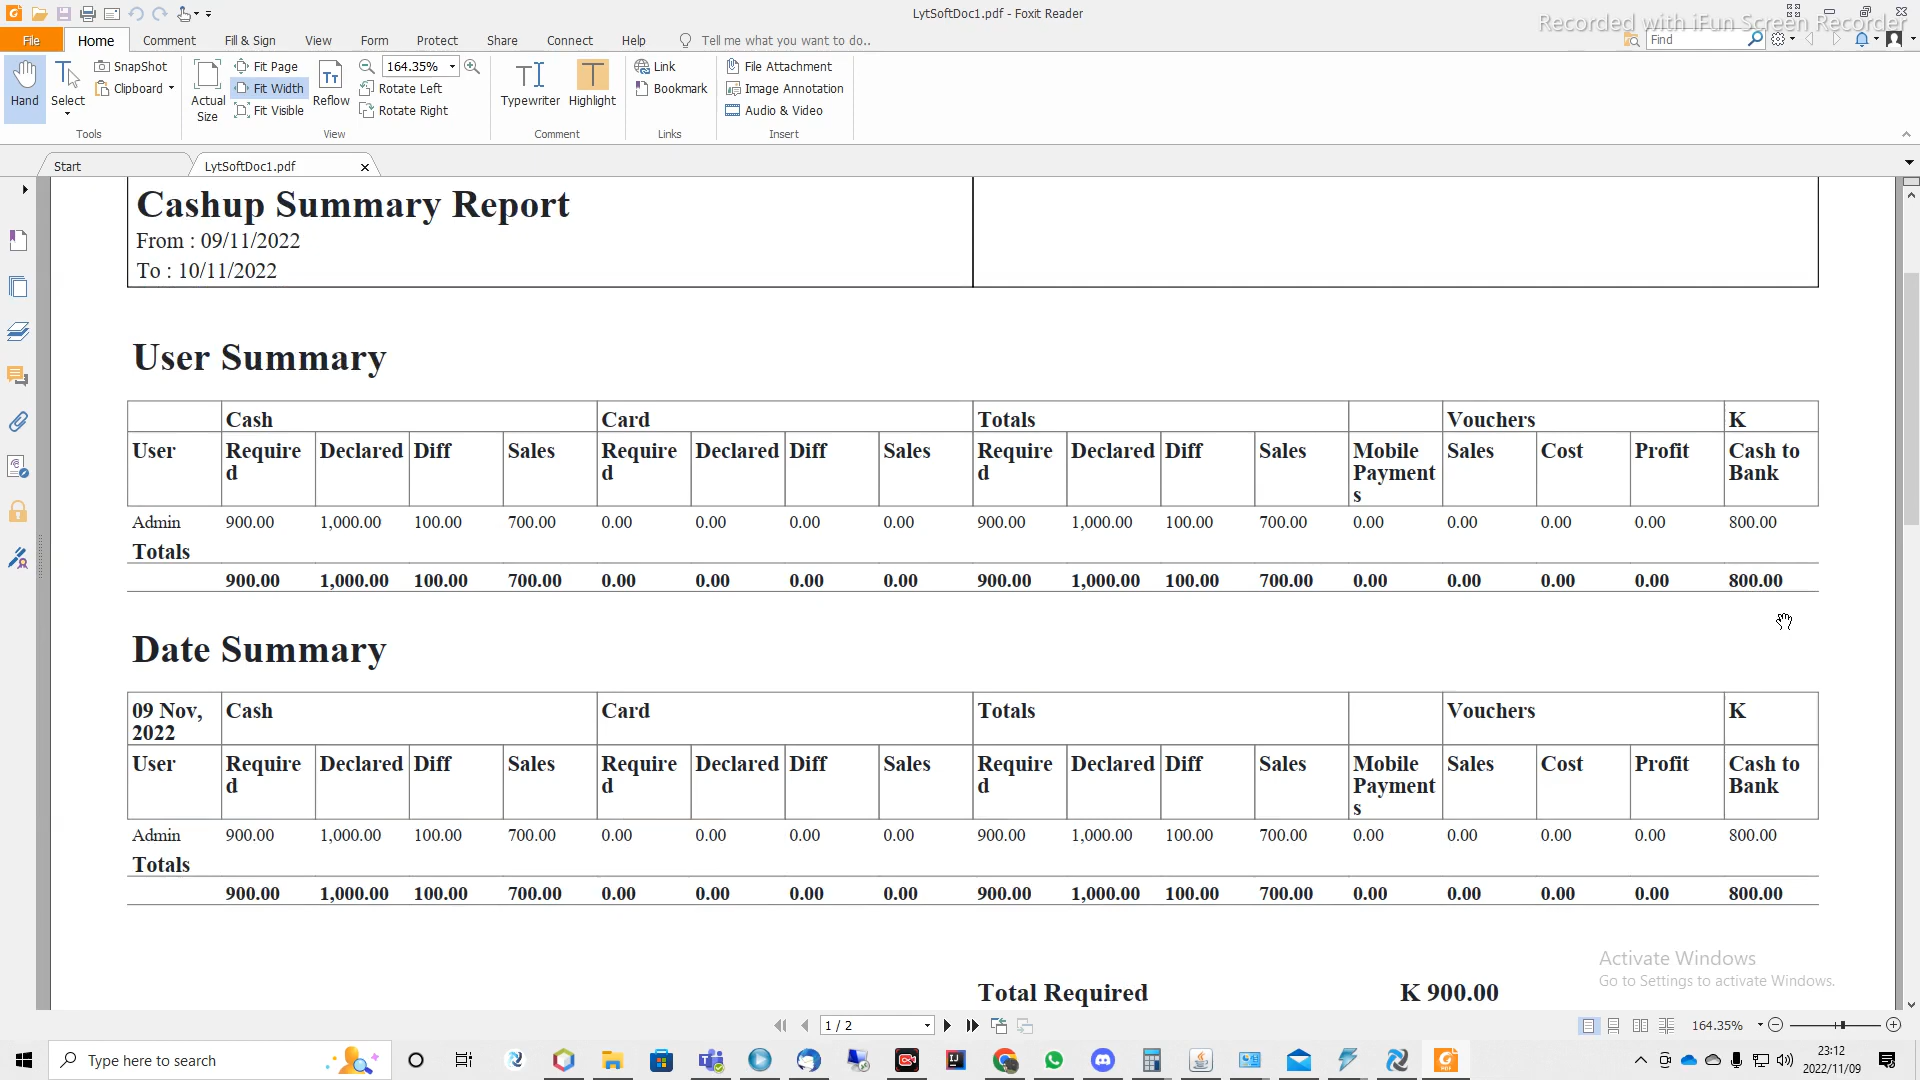 LytSoftDoc1.pdf - Foxit Reader
Recorded with iFun Screen Recorder
File Home Comment Fill & Sign View Form Protect Share Connect Help Tell me what you want to do.. Find
Hand Select SnapShot Clipboard
Tools
Actual Size Fit Page Fit Width Fit Visible Reflow 164.35% Rotate Left Rotate Right
View
Typewriter Highlight
Comment
Link Bookmark
Links
File Attachment Image Annotation Audio & Video
Insert
Start LytSoftDoc1.pdf
Cashup Summary Report
From : 09/11/2022
To : 10/11/2022
User Summary
Cash Card Totals Vouchers K
User Require d Declared Diff Sales Require d Declared Diff Sales Require d Declared Diff Sales Mobile Payment s Sales Cost Profit Cash to Bank
Admin 900.00 1,000.00 100.00 700.00 0.00 0.00 0.00 0.00 900.00 1,000.00 100.00 700.00 0.00 0.00 0.00 0.00 800.00
Totals
900.00 1,000.00 100.00 700.00 0.00 0.00 0.00 0.00 900.00 1,000.00 100.00 700.00 0.00 0.00 0.00 0.00 800.00
Date Summary
09 Nov, 2022 Cash Card Totals Vouchers K
User Require d Declared Diff Sales Require d Declared Diff Sales Require d Declared Diff Sales Mobile Payment s Sales Cost Profit Cash to Bank
Admin 900.00 1,000.00 100.00 700.00 0.00 0.00 0.00 0.00 900.00 1,000.00 100.00 700.00 0.00 0.00 0.00 0.00 800.00
Totals
900.00 1,000.00 100.00 700.00 0.00 0.00 0.00 0.00 900.00 1,000.00 100.00 700.00 0.00 0.00 0.00 0.00 800.00
Total Required K 900.00
Activate Windows
Go to Settings to activate Windows.
1 / 2 164.35%
Type here to search
23:12
2022/11/09